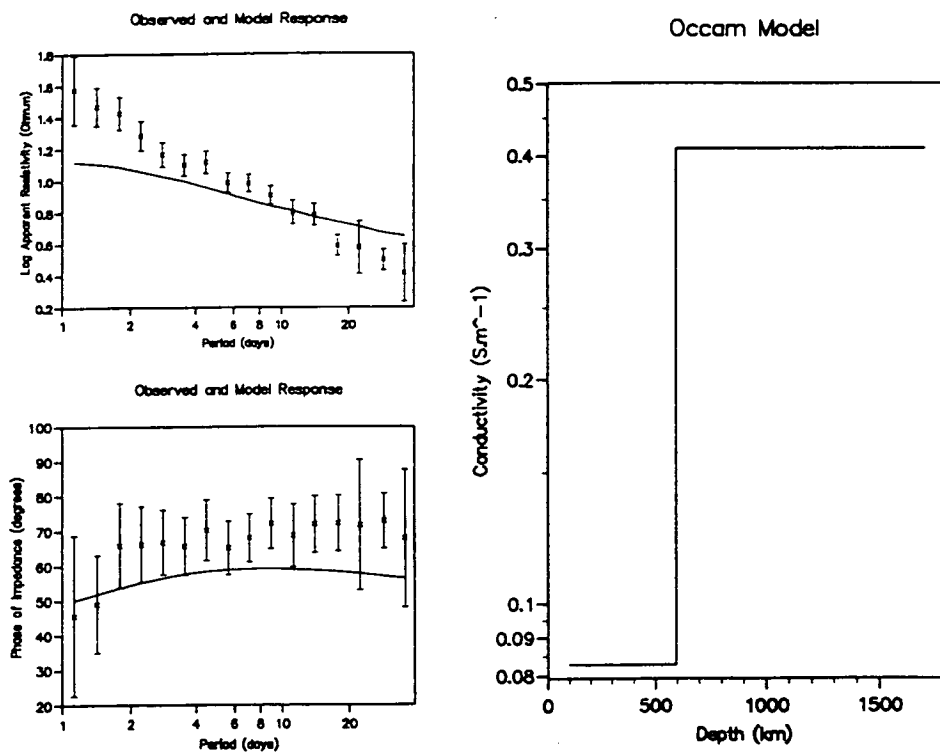 Observed and Model Response
Log Apparent Resistivity (Ohm.m)
1.8
1.6
1.4
1.2
1.0
0.8
0.6
0.4
0.2
1 2 4 6 8 10 20
Period (days)
Observed and Model Response
Phase of Impedance (degrees)
100
90
80
70
60
50
40
30
20
1 2 4 6 8 10 20
Period (days)
Occam Model
Conductivity (S.m^-1)
0.5
0.4
0.3
0.2
0.1
0.09
0.08
0 500 1000 1500
Depth (km)